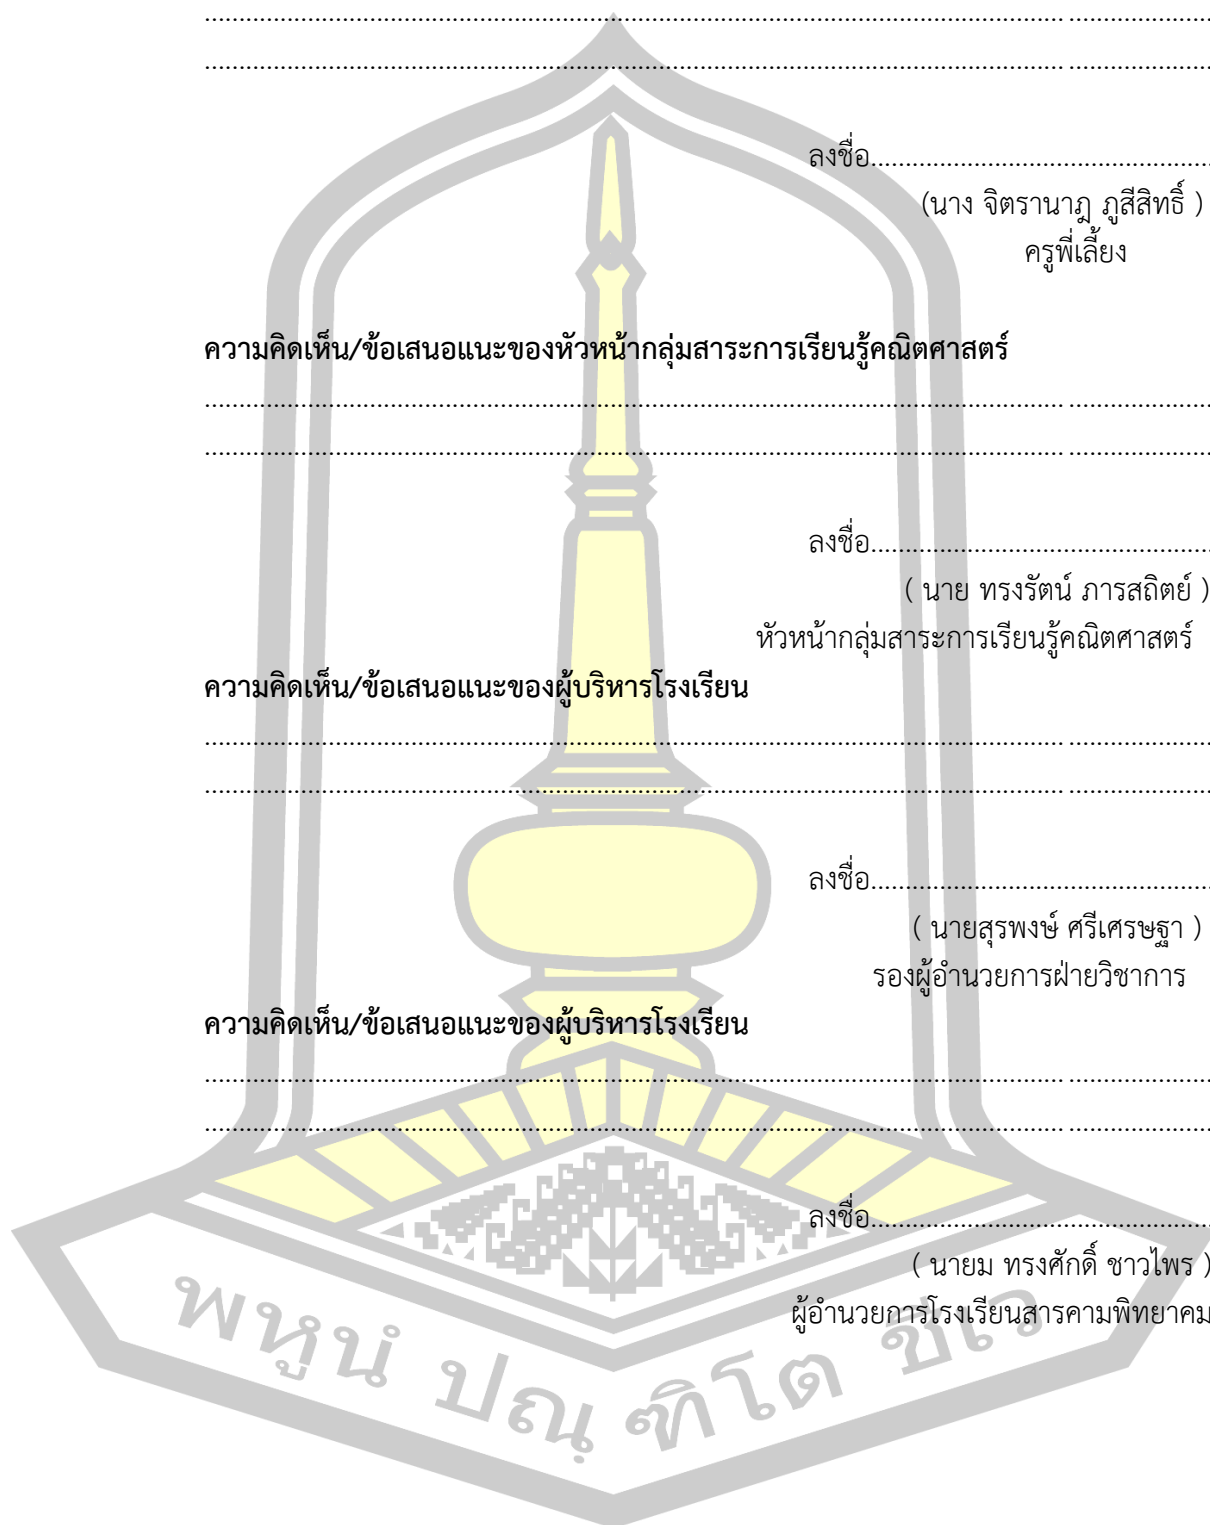 ........................................................................................................................................................
........................................................................................................................................................
ลงชื่อ..................................................
(นาง จิตรานาฎ ภูสีสิทธิ์ )
ครูพี่เลี้ยง
ความคิดเห็น/ข้อเสนอแนะของหัวหน้ากลุ่มสาระการเรียนรู้คณิตศาสตร์
........................................................................................................................................................
........................................................................................................................................................
ลงชื่อ..................................................
( นาย ทรงรัตน์ ภารสถิตย์ )
หัวหน้ากลุ่มสาระการเรียนรู้คณิตศาสตร์
ความคิดเห็น/ข้อเสนอแนะของผู้บริหารโรงเรียน
........................................................................................................................................................
........................................................................................................................................................
ลงชื่อ..................................................
( นายสุรพงษ์ ศรีเศรษฐา )
รองผู้อำนวยการฝ่ายวิชาการ
ความคิดเห็น/ข้อเสนอแนะของผู้บริหารโรงเรียน
........................................................................................................................................................
........................................................................................................................................................
ลงชื่อ..................................................
( นายม ทรงศักดิ์ ชาวไพร )
ผู้อำนวยการโรงเรียนสารคามพิทยาคม
พหูนํ ปณฺฑิโต ชีเว